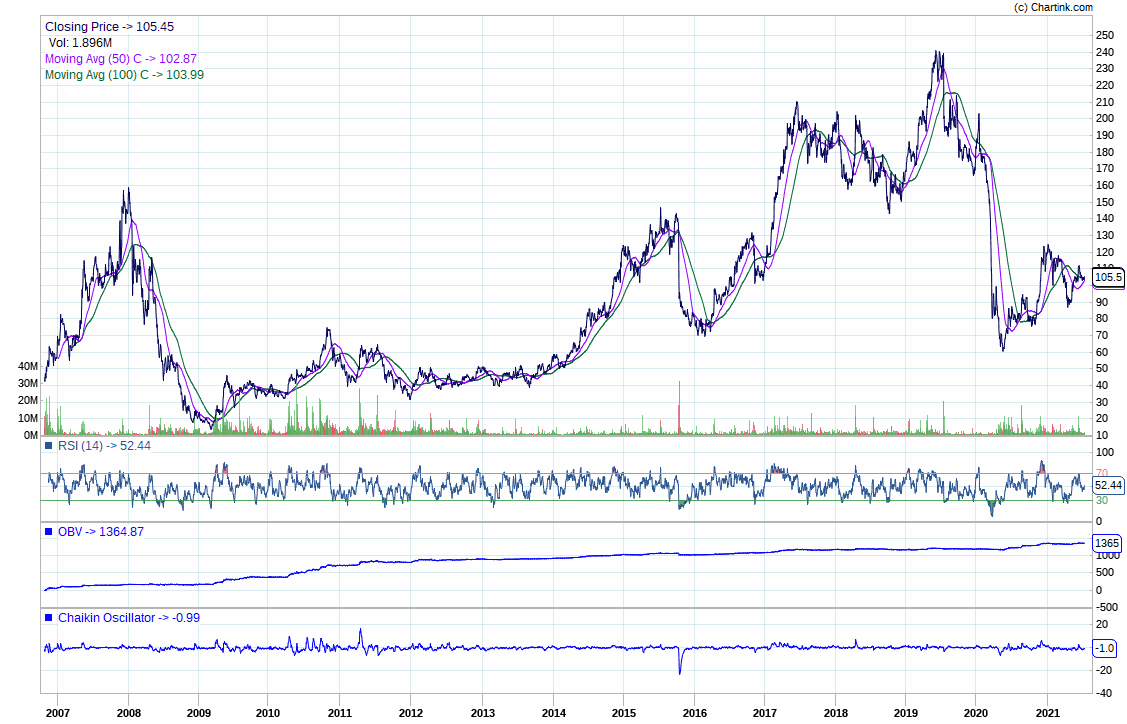 (c) Chartink.com
Closing Price -> 105.45
Vol: 1.896M
Moving Avg (50) C -> 102.87
Moving Avg (100) C -> 103.99
250
240
230
220
210
200
190
180
170
160
150
140
130
120
110
105.5
90
80
70
60
50
40
30
20
10
40M
30M
20M
10M
0M
RSI (14) -> 52.44
100
70
52.44
30
0
OBV -> 1364.87
1365
1000
500
0
-500
Chaikin Oscillator -> -0.99
20
-1.0
-20
-40
2007 2008 2009 2010 2011 2012 2013 2014 2015 2016 2017 2018 2019 2020 2021